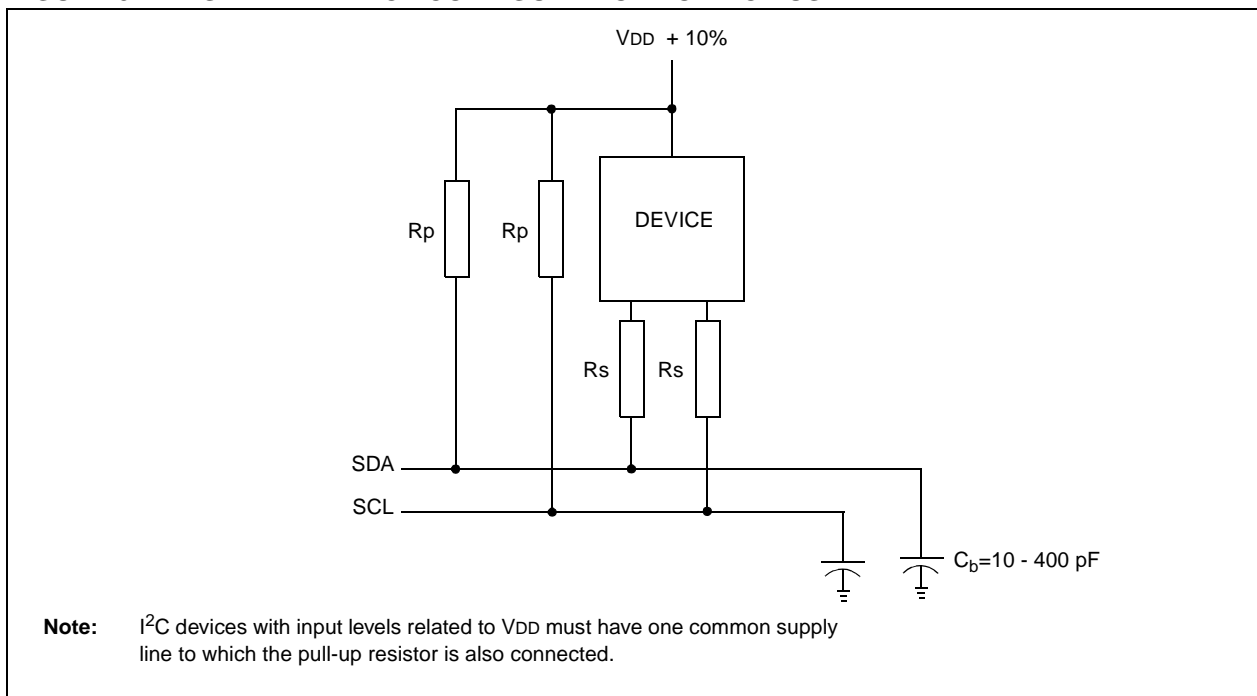 VDD + 10%
Rp
Rp
DEVICE
Rs
Rs
SDA
SCL
Cb=10 - 400 pF
Note: I2C devices with input levels related to VDD must have one common supply
line to which the pull-up resistor is also connected.